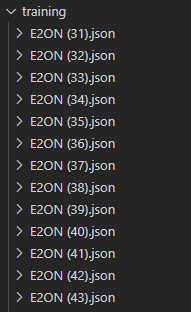 training
E2ON (31).json
E2ON (32).json
E2ON (33).json
E2ON (34).json
E2ON (35).json
E2ON (36).json
E2ON (37).json
E2ON (38).json
E2ON (39).json
E2ON (40).json
E2ON (41).json
E2ON (42).json
E2ON (43).json